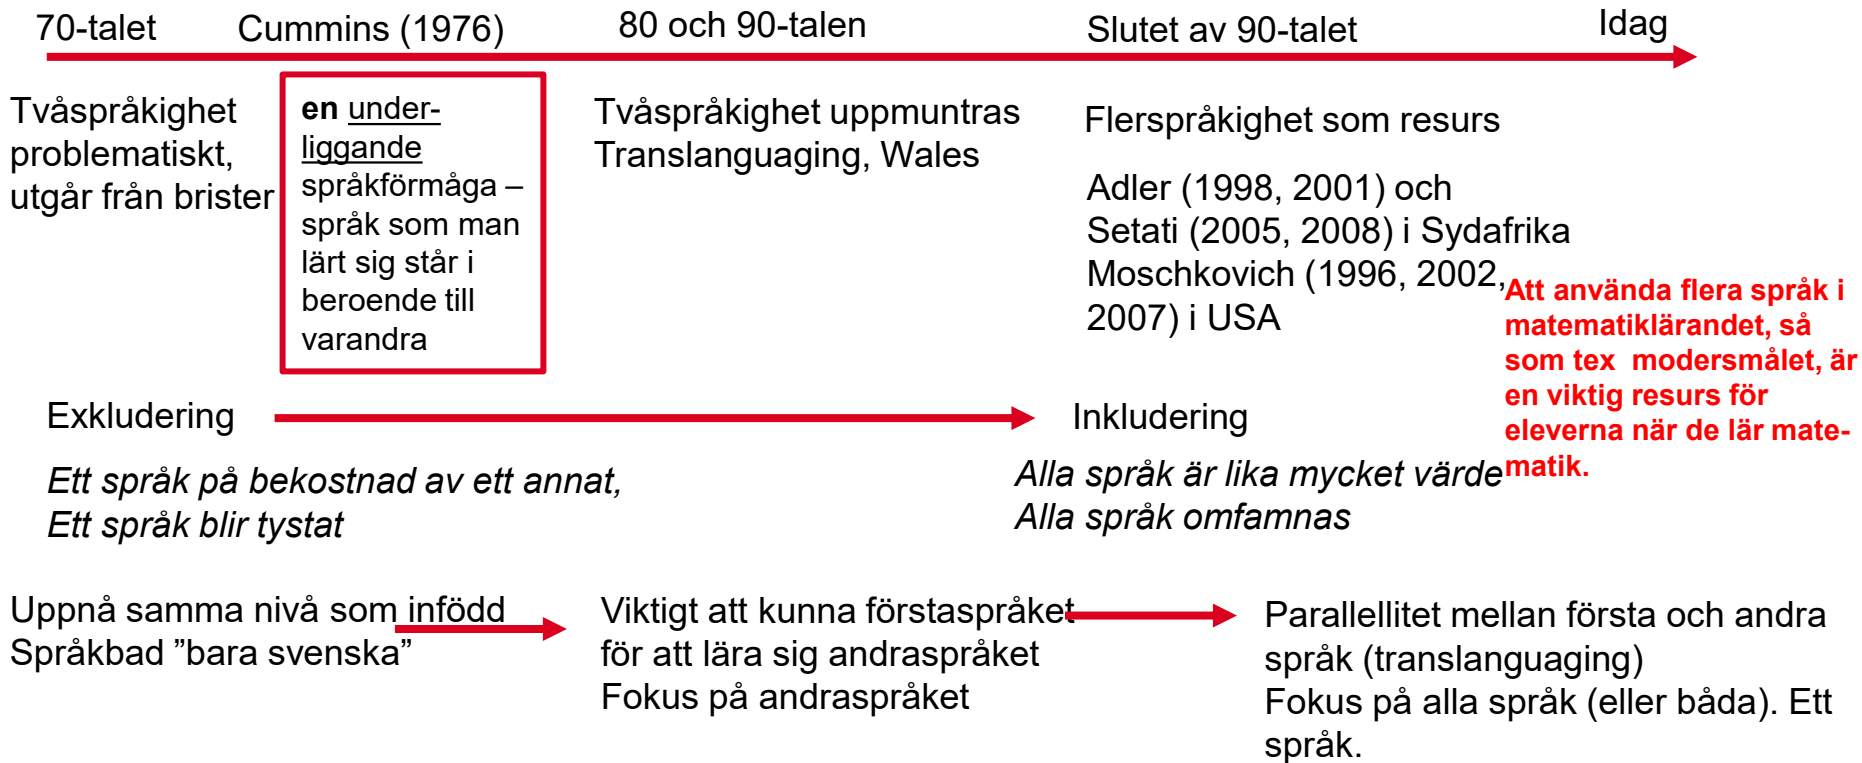 70-talet
Cummins (1976)
80 och 90-talen
Slutet av 90-talet
Idag
Tvåspråkighet
problematiskt,
utgår från brister
en under-
liggande
språkförmåga –
språk som man
lärt sig står i
beroende till
varandra
Tvåspråkighet uppmuntras
Translanguaging, Wales
Flerspråkighet som resurs
Adler (1998, 2001) och
Setati (2005, 2008) i Sydafrika
Moschkovich (1996, 2002,
2007) i USA
Att använda flera språk i
matematiklärandet, så
som tex  modersmålet, är
en viktig resurs för
eleverna när de lär mate-
matik.
Exkludering
Inkludering
Ett språk på bekostnad av ett annat,
Ett språk blir tystat
Alla språk är lika mycket värde
Alla språk omfamnas
Uppnå samma nivå som infödd
Språkbad ”bara svenska”
Viktigt att kunna förstaspråket
för att lära sig andraspråket
Fokus på andraspråket
Parallellitet mellan första och andra
språk (translanguaging)
Fokus på alla språk (eller båda). Ett
språk.